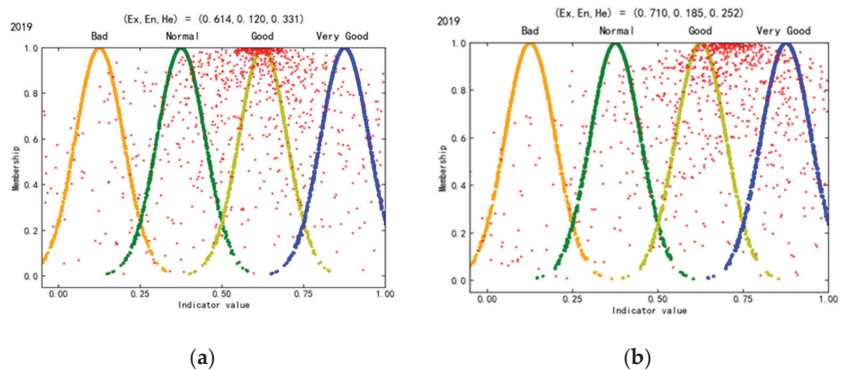 (Ex, En, He) = (0.614, 0.120, 0.331)
2019
Bad Normal Good Very Good
1.0
0.8
0.6
0.4
0.2
0.0
Membership
0.00 0.25 0.50 0.75 1.00
Indicator value
(a)
(Ex, En, He) = (0.710, 0.185, 0.252)
2019
Bad Normal Good Very Good
1.0
0.8
0.6
0.4
0.2
0.0
Membership
0.00 0.25 0.50 0.75 1.00
Indicator value
(b)